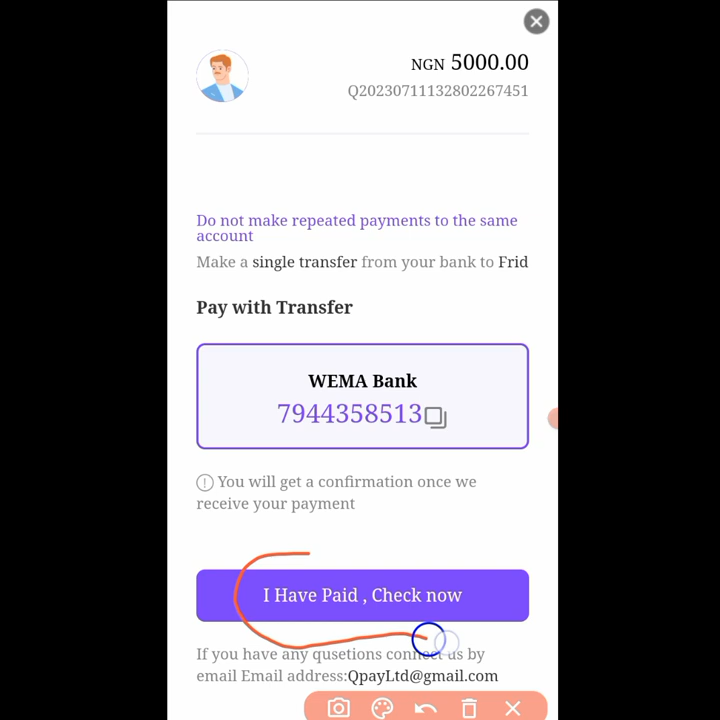 NGN 5000.00
Q20230711132802267451
Do not make repeated payments to the same
account
Make a single transfer from your bank to Frid
Pay with Transfer
WEMA Bank
7944358513
You will get a confirmation once we
receive your payment
I Have Paid , Check now
If you have any qusetions connect us by
email Email address:QpayLtd@gmail.com